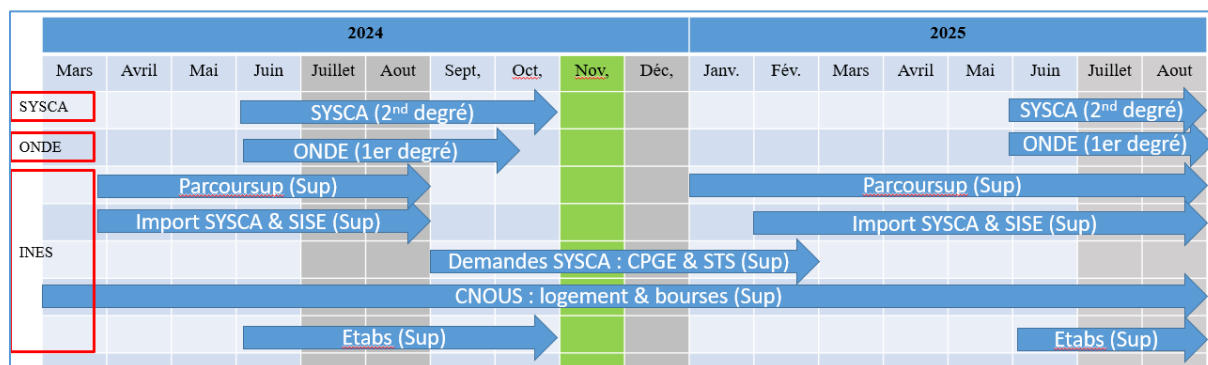 2024 2025
Mars Avril Mai Juin Juillet Aout Sept, Oct, Nov, Déc, Janv. Fév. Mars Avril Mai Juin Juillet Aout
SYSCA SYSCA (2nd degré) SYSCA (2nd degré)
ONDE ONDE (1er degré) ONDE (1er degré)
Parcoursup (Sup) Parcoursup (Sup)
Import SYSCA & SISE (Sup) Import SYSCA & SISE (Sup)
INES Demandes SYSCA : CPGE & STS (Sup)
CNOUS : logement & bourses (Sup)
Etabs (Sup) Etabs (Sup)